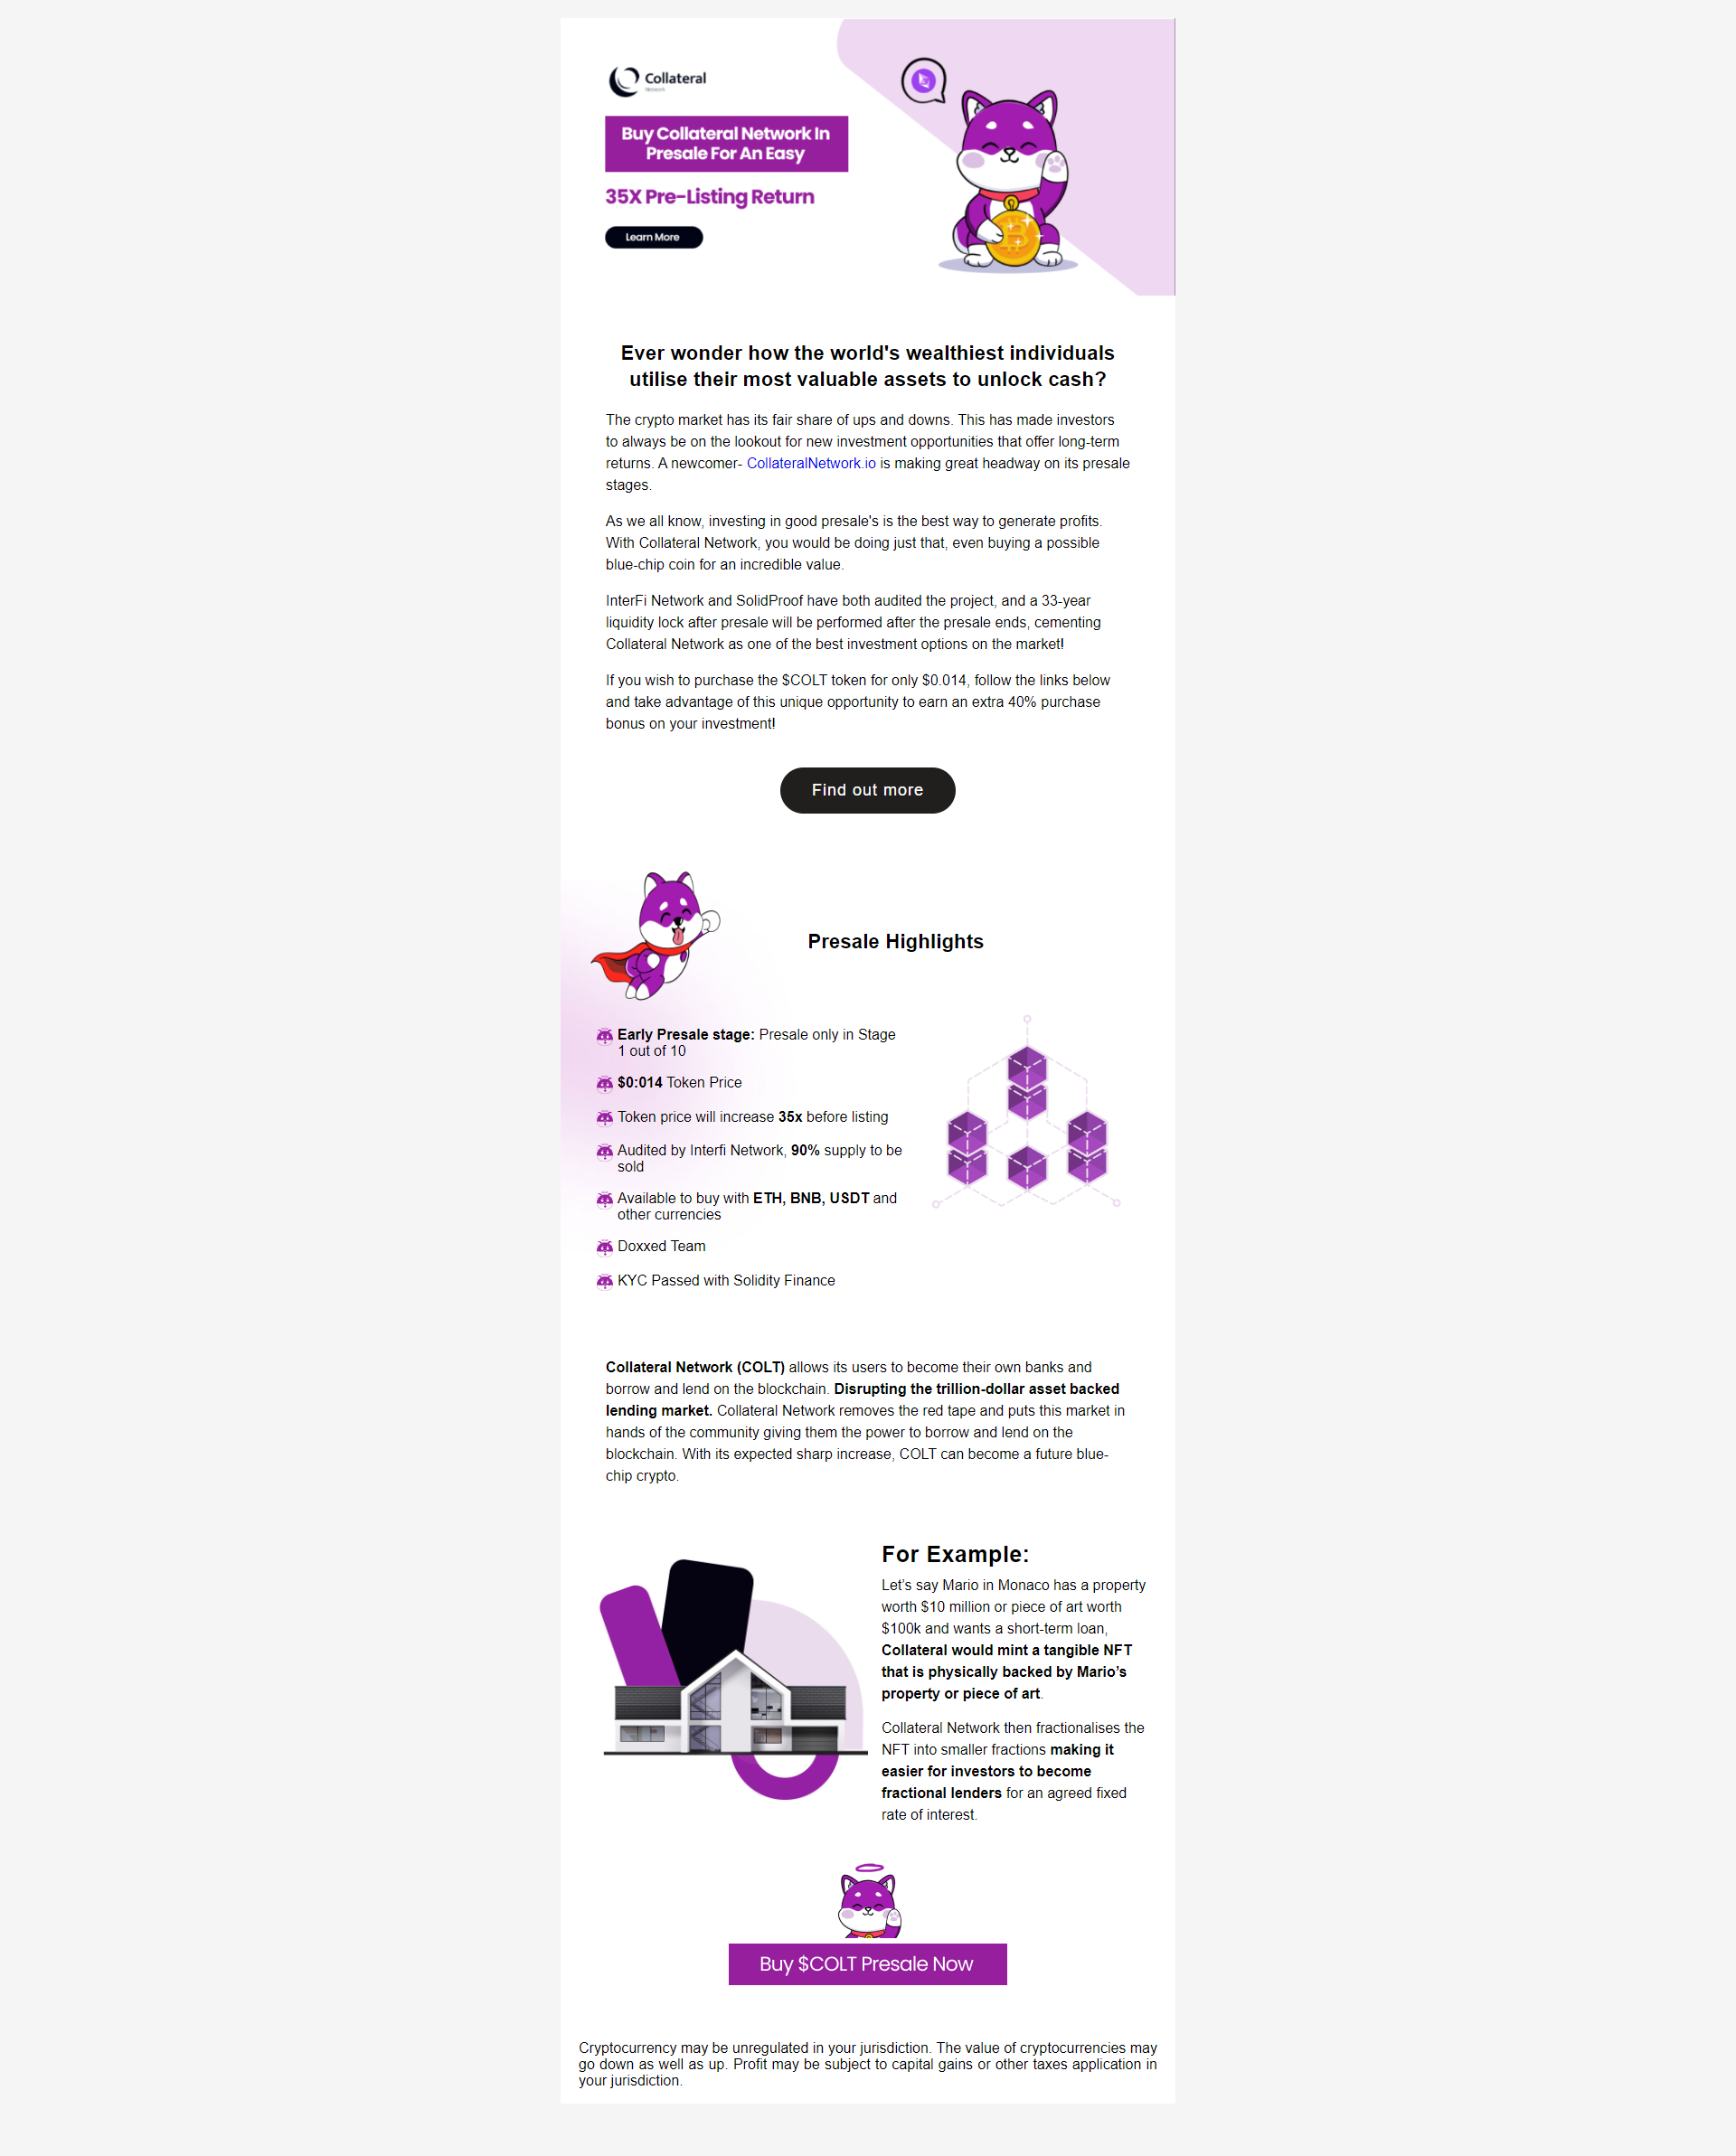 Collateral
Network
Buy Collateral Network In
Presale For An Easy
35X Pre-Listing Return
Learn More
Ever wonder how the world's wealthiest individuals
utilise their most valuable assets to unlock cash?
The crypto market has its fair share of ups and downs. This has made investors
to always be on the lookout for new investment opportunities that offer long-term
returns. A newcomer- CollateralNetwork.io is making great headway on its presale
stages.
As we all know, investing in good presale's is the best way to generate profits.
With Collateral Network, you would be doing just that, even buying a possible
blue-chip coin for an incredible value.
InterFi Network and SolidProof have both audited the project, and a 33-year
liquidity lock after presale will be performed after the presale ends, cementing
Collateral Network as one of the best investment options on the market!
If you wish to purchase the $COLT token for only $0.014, follow the links below
and take advantage of this unique opportunity to earn an extra 40% purchase
bonus on your investment!
Find out more
Presale Highlights
Early Presale stage: Presale only in Stage
1 out of 10
$0:014 Token Price
Token price will increase 35x before listing
Audited by Interfi Network, 90% supply to be
sold
Available to buy with ETH, BNB, USDT and
other currencies
Doxxed Team
KYC Passed with Solidity Finance
Collateral Network (COLT) allows its users to become their own banks and
borrow and lend on the blockchain. Disrupting the trillion-dollar asset backed
lending market. Collateral Network removes the red tape and puts this market in
hands of the community giving them the power to borrow and lend on the
blockchain. With its expected sharp increase, COLT can become a future blue-
chip crypto.
For Example:
Let's say Mario in Monaco has a property
worth $10 million or piece of art worth
$100k and wants a short-term loan,
Collateral would mint a tangible NFT
that is physically backed by Mario's
property or piece of art.
Collateral Network then fractionalises the
NFT into smaller fractions making it
easier for investors to become
fractional lenders for an agreed fixed
rate of interest.
Buy $COLT Presale Now
Cryptocurrency may be unregulated in your jurisdiction. The value of cryptocurrencies may
go down as well as up. Profit may be subject to capital gains or other taxes application in
your jurisdiction.